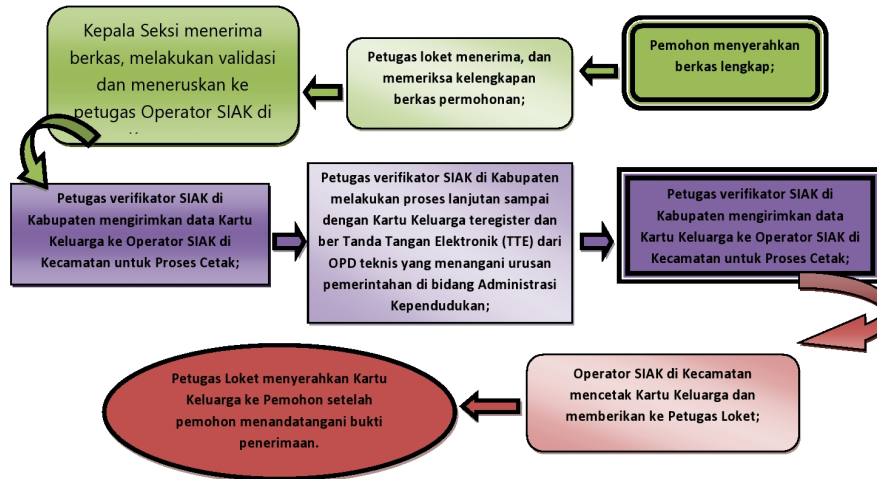 Pemohon menyerahkan
berkas lengkap;
Petugas loket menerima, dan
memeriksa kelengkapan
berkas permohonan;
Kepala Seksi menerima
berkas, melakukan validasi
dan meneruskan ke
petugas Operator SIAK di
Petugas verifikator SIAK di
Kabupaten mengirimkan data Kartu
Keluarga ke Operator SIAK di
Kecamatan untuk Proses Cetak;
Petugas verifikator SIAK di Kabupaten
melakukan proses lanjutan sampai
dengan Kartu Keluarga teregister dan
ber Tanda Tangan Elektronik (TTE) dari
OPD teknis yang menangani urusan
pemerintahan di bidang Administrasi
Kependudukan;
Petugas verifikator SIAK di
Kabupaten mengirimkan data
Kartu Keluarga ke Operator SIAK di
Kecamatan untuk Proses Cetak;
Operator SIAK di Kecamatan
mencetak Kartu Keluarga dan
memberikan ke Petugas Loket;
Petugas Loket menyerahkan Kartu
Keluarga ke Pemohon setelah
pemohon menandatangani bukti
penerimaan.